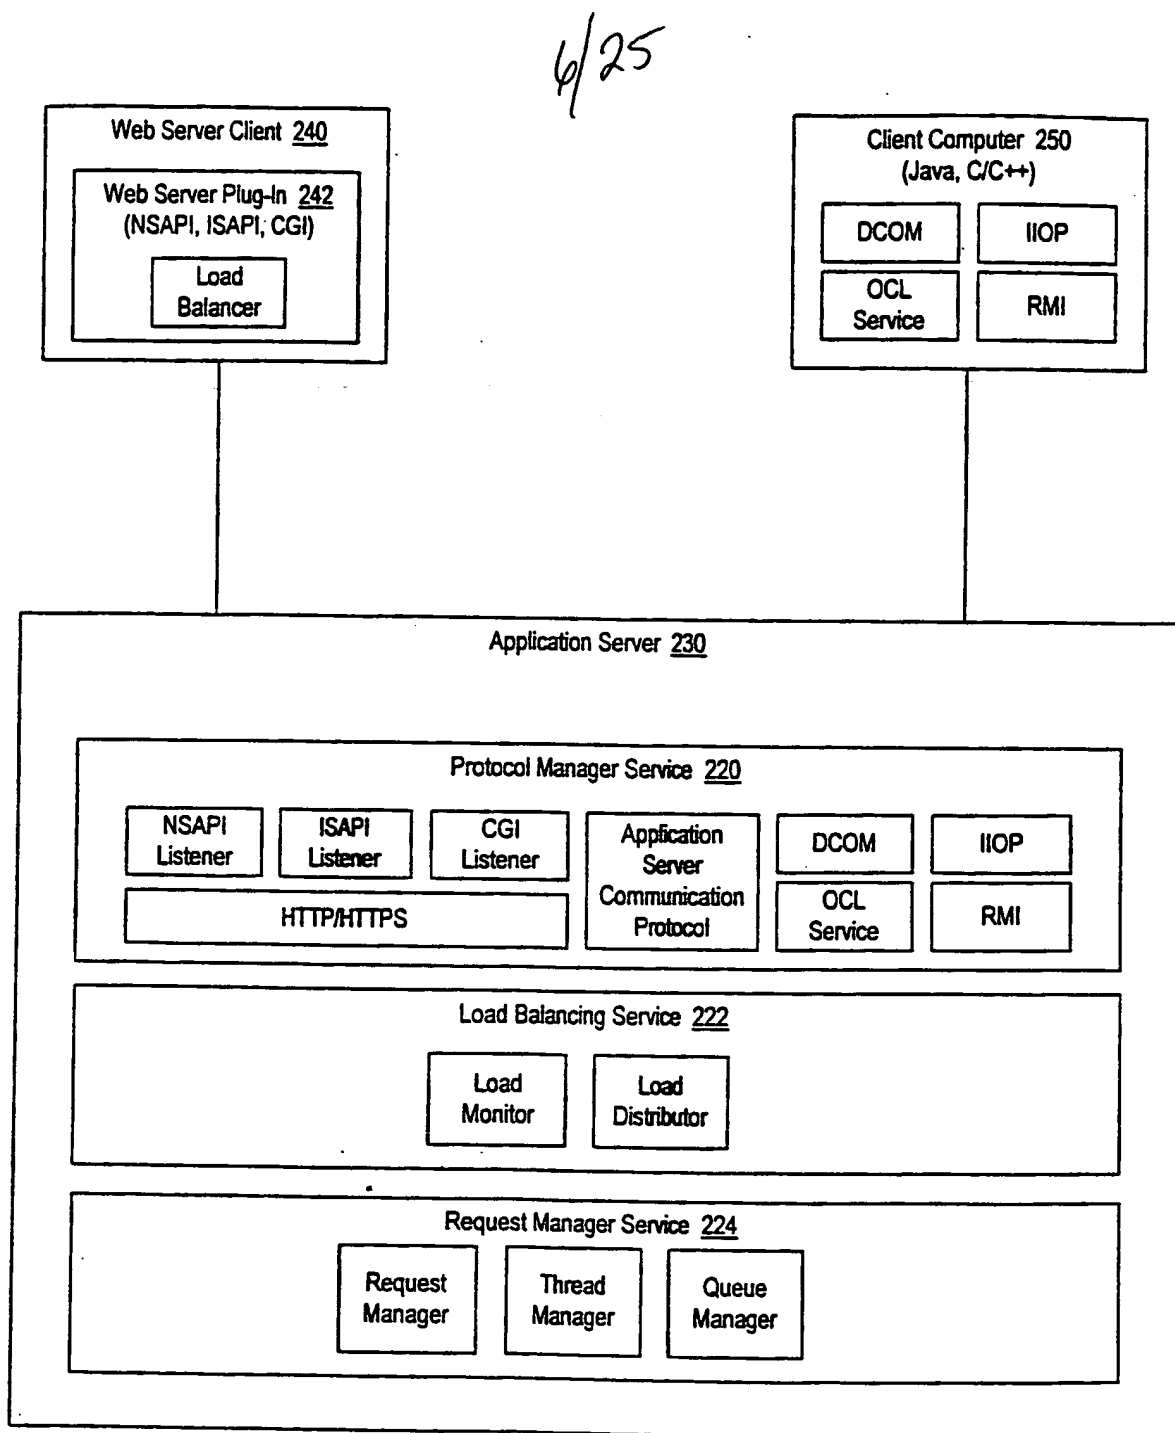 6/25
Web Server Client 240
Web Server Plug-In 242
(NSAPI, ISAPI, CGI)
Load
Balancer
Client Computer 250
(Java, C/C++)
DCOM
IIOP
OCL
Service
RMI
Application Server 230
Protocol Manager Service 220
NSAPI
Listener
ISAPI
Listener
CGI
Listener
HTTP/HTTPS
Application
Server
Communication
Protocol
DCOM
IIOP
OCL
Service
RMI
Load Balancing Service 222
Load
Monitor
Load
Distributor
Request Manager Service 224
Request
Manager
Thread
Manager
Queue
Manager